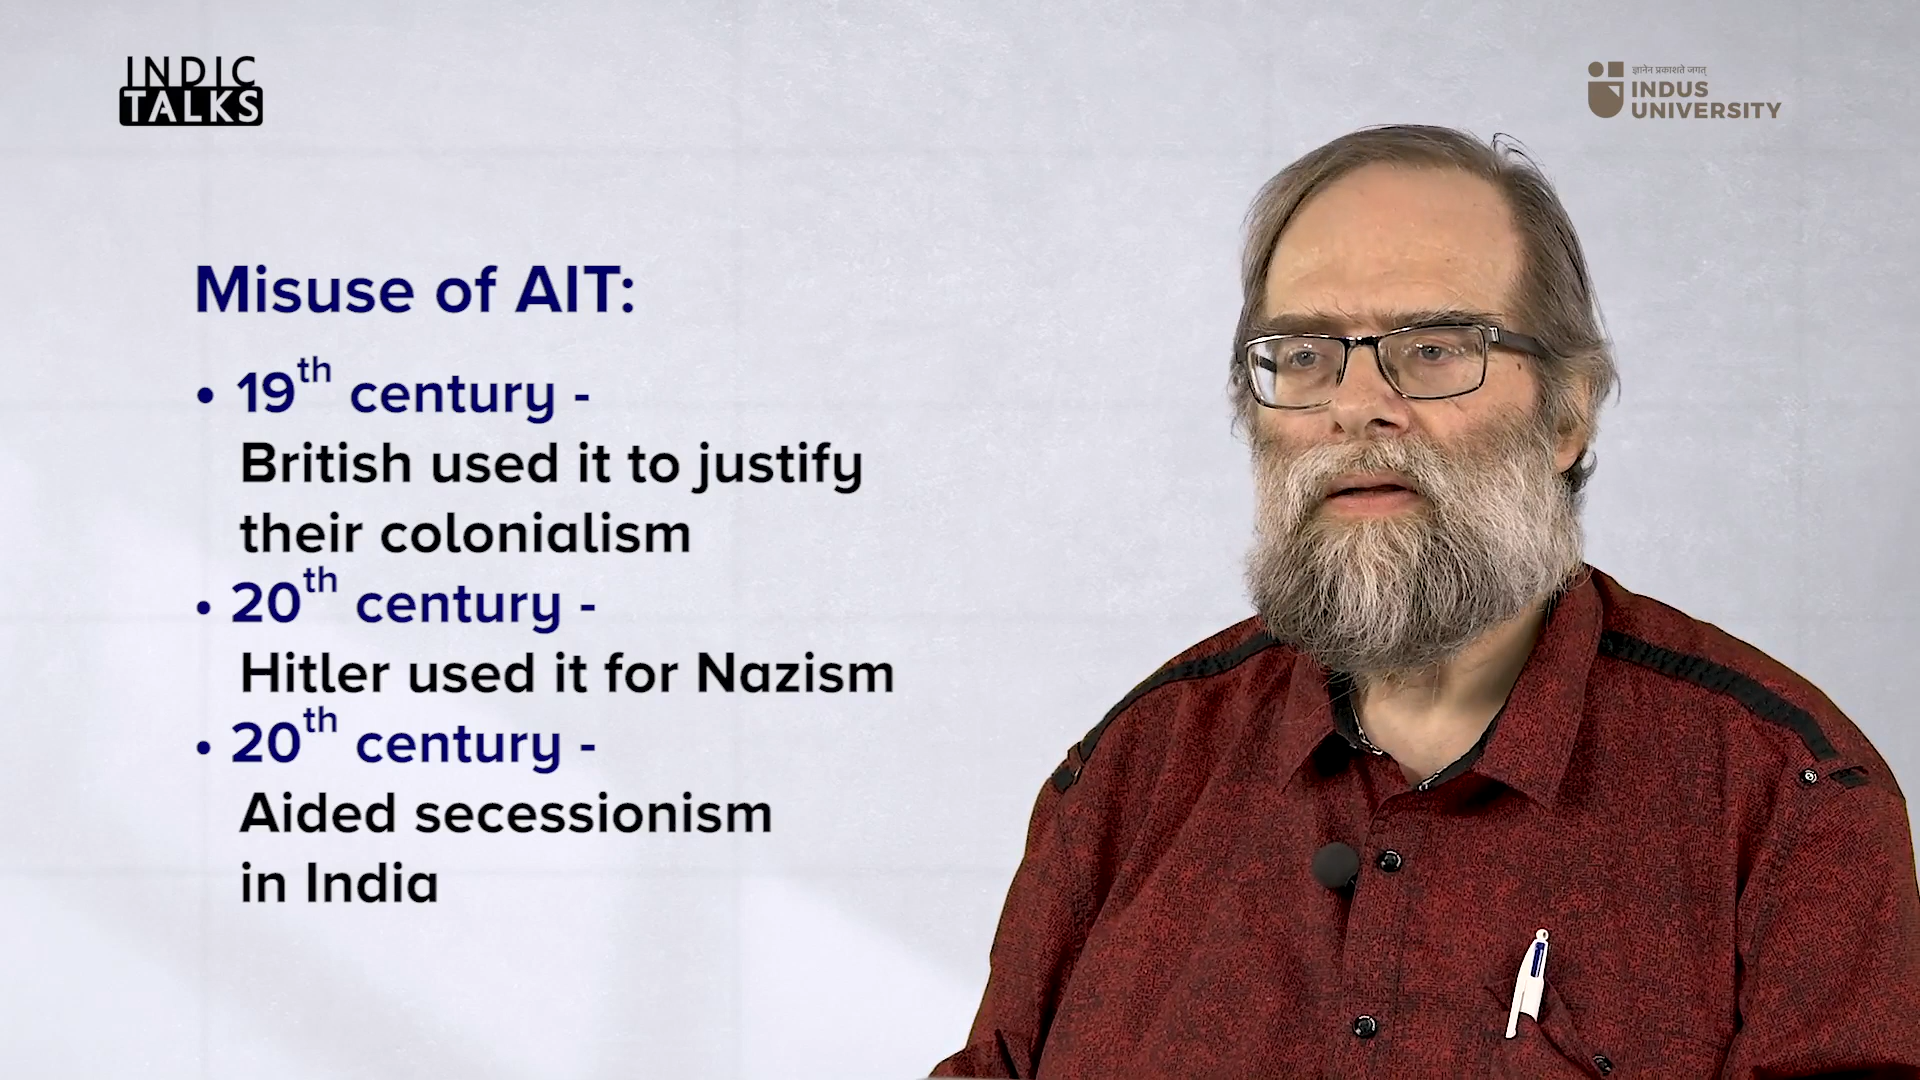 INDIC
TALKS
ज्ञानेन प्रकाशते जगत्
INDUS
UNIVERSITY
Misuse of AIT:
• 19th century -
British used it to justify
their colonialism
• 20th century -
Hitler used it for Nazism
• 20th century -
Aided secessionism
in India